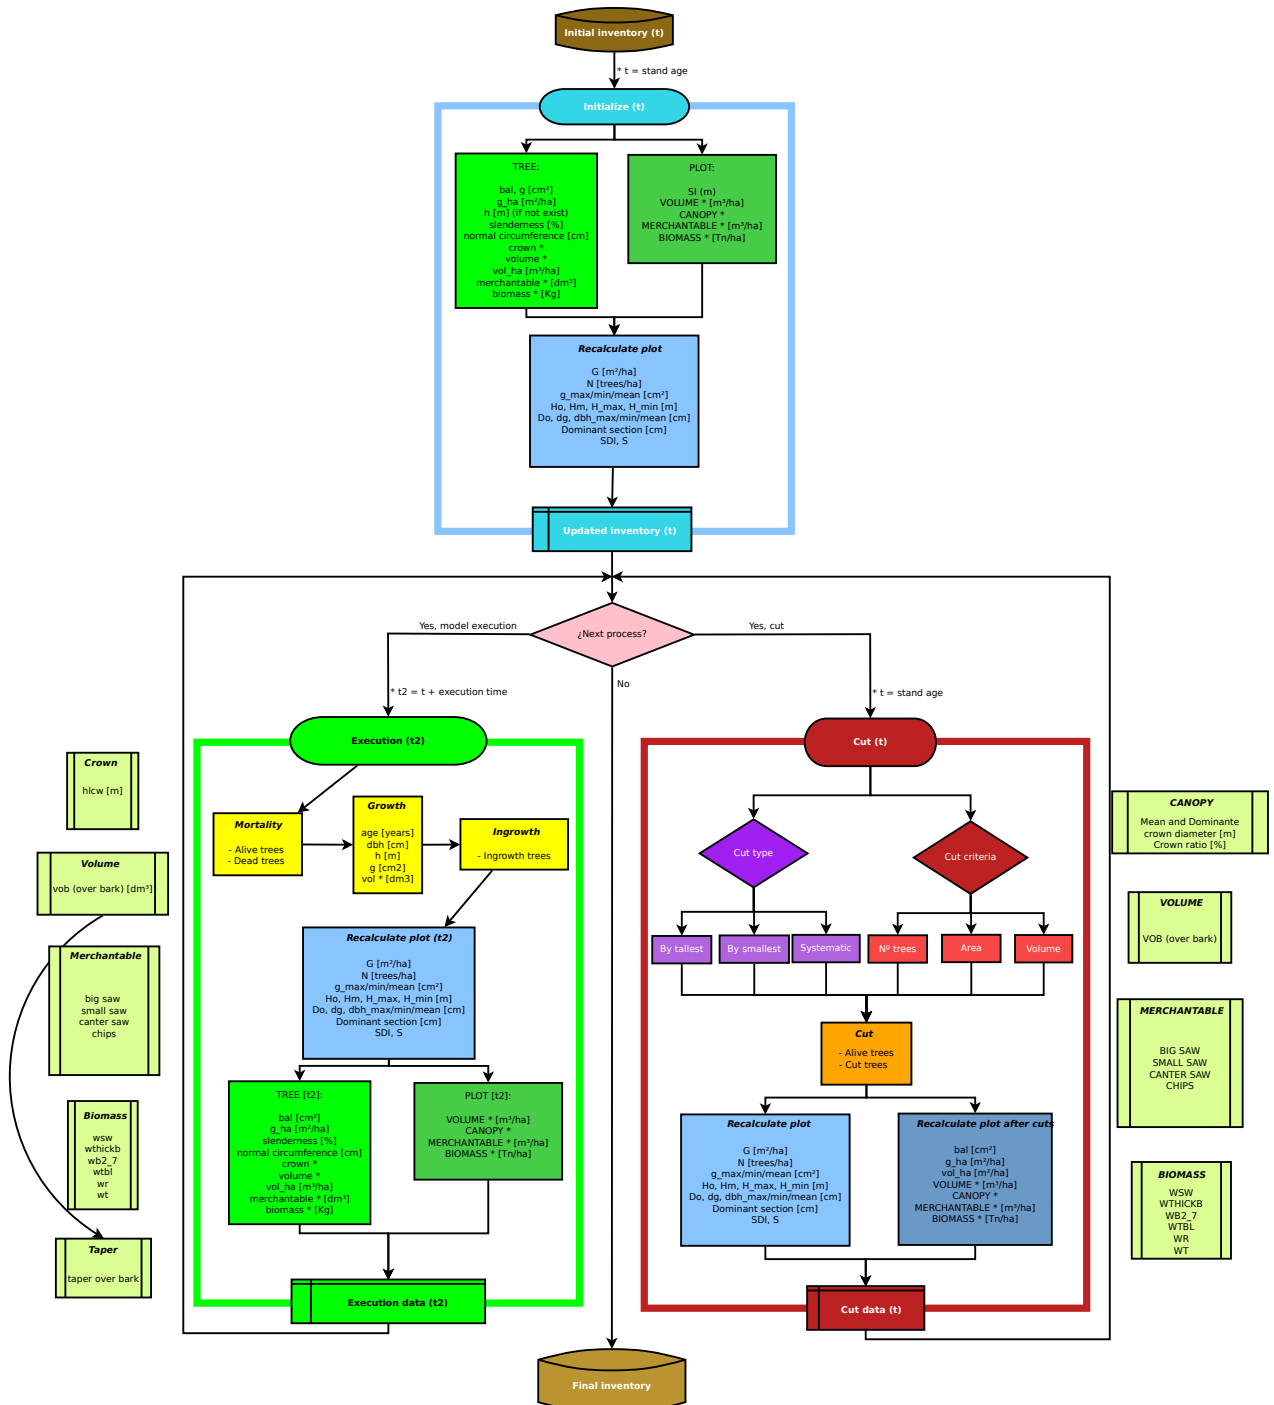 Initial inventory (t)
* t = stand age
Initialize (t)
TREE:
bal, g [cm²]
g_ha [m²/ha]
h [m] (if not exist)
slenderness [%]
normal circumference [cm]
crown *
volume *
vol_ha [m³/ha]
merchantable * [dm³]
biomass * [Kg]
PLOT:
SI (m)
VOLUME * [m³/ha]
CANOPY *
MERCHANTABLE * [m³/ha]
BIOMASS * [Tn/ha]
Recalculate plot
G [m²/ha]
N [trees/ha]
g_max/min/mean [cm²]
Ho, Hm, H_max, H_min [m]
Do, dg, dbh_max/min/mean [cm]
Dominant section [cm]
SDI, S
Updated inventory (t)
¿Next process?
Yes, model execution
Yes, cut
No
* t2 = t + execution time
* t = stand age
Execution (t2)
Mortality
- Alive trees
- Dead trees
Growth
age [years]
dbh [cm]
h [m]
g [cm2]
vol * [dm3]
Ingrowth
- Ingrowth trees
Recalculate plot (t2)
G [m²/ha]
N [trees/ha]
g_max/min/mean [cm²]
Ho, Hm, H_max, H_min [m]
Do, dg, dbh_max/min/mean [cm]
Dominant section [cm]
SDI, S
TREE [t2]:
bal [cm²]
g_ha [m²/ha]
slenderness [%]
normal circumference [cm]
crown *
volume *
vol_ha [m³/ha]
merchantable * [dm³]
biomass * [Kg]
PLOT [t2]:
VOLUME * [m³/ha]
CANOPY *
MERCHANTABLE * [m³/ha]
BIOMASS * [Tn/ha]
Execution data (t2)
Cut (t)
Cut type
Cut criteria
By tallest
By smallest
Systematic
Nº trees
Area
Volume
Cut
- Alive trees
- Cut trees
Recalculate plot
G [m²/ha]
N [trees/ha]
g_max/min/mean [cm²]
Ho, Hm, H_max, H_min [m]
Do, dg, dbh_max/min/mean [cm]
Dominant section [cm]
SDI, S
Recalculate plot after cuts
bal [cm²]
g_ha [m²/ha]
vol_ha [m²/ha]
VOLUME * [m³/ha]
CANOPY *
MERCHANTABLE * [m³/ha]
BIOMASS * [Tn/ha]
Cut data (t)
Final inventory
Crown
hlcw [m]
Volume
vob (over bark) [dm³]
Merchantable
big saw
small saw
canter saw
chips
Biomass
wsw
wthickb
wb2_7
wtbl
wr
wt
Taper
taper over bark
CANOPY
Mean and Dominante
crown diameter [m]
Crown ratio [%]
VOLUME
VOB (over bark)
MERCHANTABLE
BIG SAW
SMALL SAW
CANTER SAW
CHIPS
BIOMASS
WSW
WTHICKB
WB2_7
WTBL
WR
WT